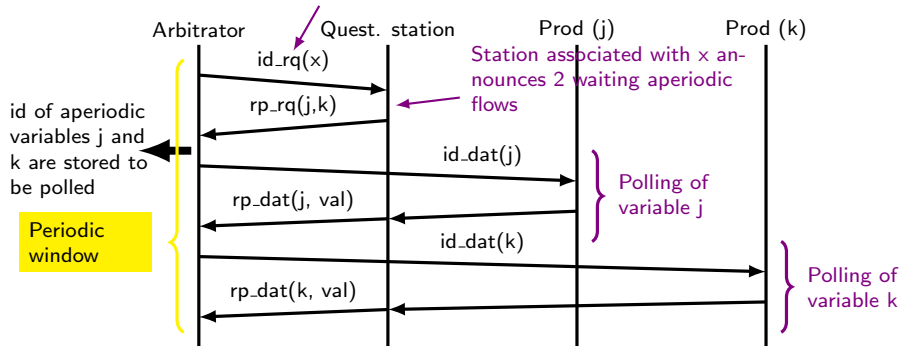 Arbitrator
Quest. station
Prod (j)
Prod (k)
id_rq(x)
Station associated with x an-
nounces 2 waiting aperiodic
flows
rp_rq(j,k)
id of aperiodic
variables j and
k are stored to
be polled
id_dat(j)
Polling of
variable j
rp_dat(j, val)
Periodic
window
id_dat(k)
Polling of
variable k
rp_dat(k, val)